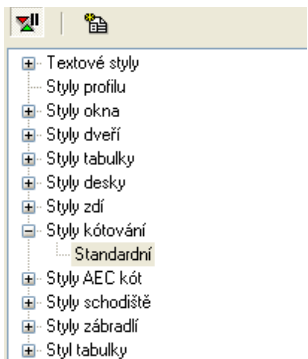 Textové styly
Styly profilu
Styly okna
Styly dveří
Styly tabulky
Styly desky
Styly zdí
Styly kótování
Standardní
Styly AEC kót
Styly schodiště
Styly zábradlí
Styl tabulky